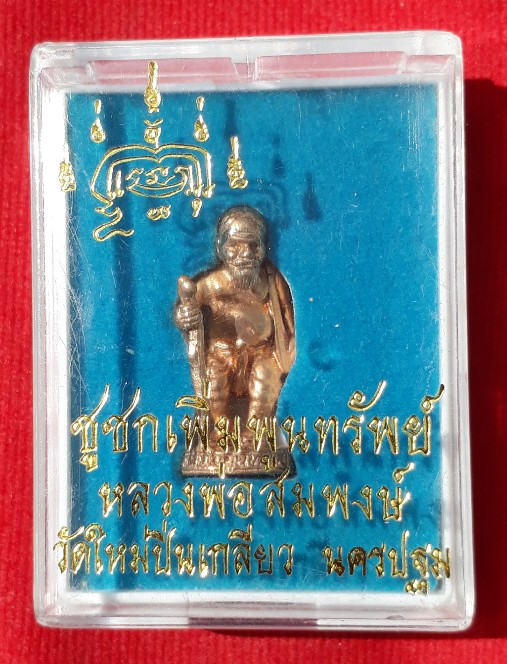 ชูชกเพิ่มพูนทรัพย์
หลวงพ่อสมพงษ์
วัดใหม่ปิ่นเกลียว นครปฐม